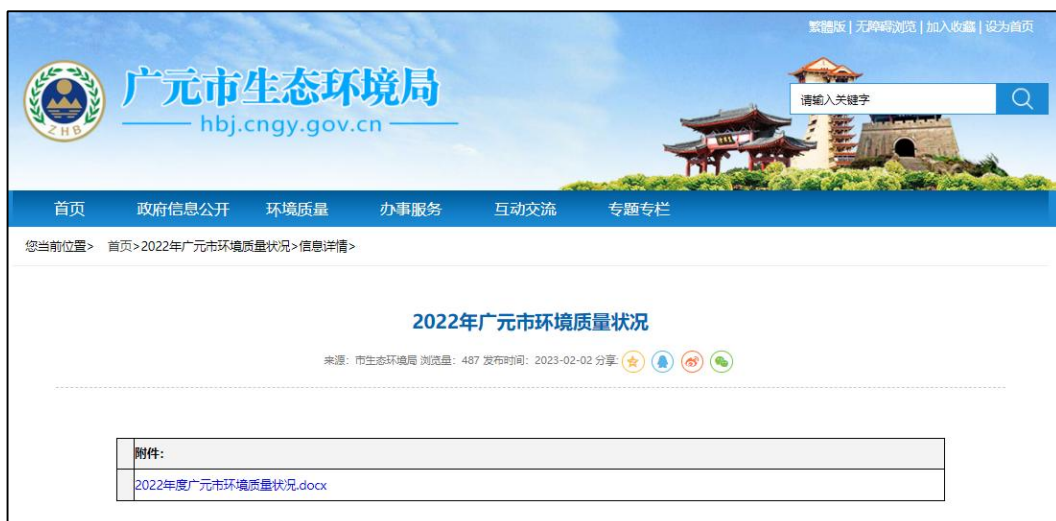 繁體版 | 无障碍浏览 | 加入收藏 | 设为首页
广元市生态环境局
hbj.cngy.gov.cn
ZHB
请输入关键字
首页 政府信息公开 环境质量 办事服务 互动交流 专题专栏
您当前位置> 首页>2022年广元市环境质量状况>信息详情>
2022年广元市环境质量状况
来源: 市生态环境局 浏览量: 487 发布时间: 2023-02-02 分享:
附件:
2022年度广元市环境质量状况.docx